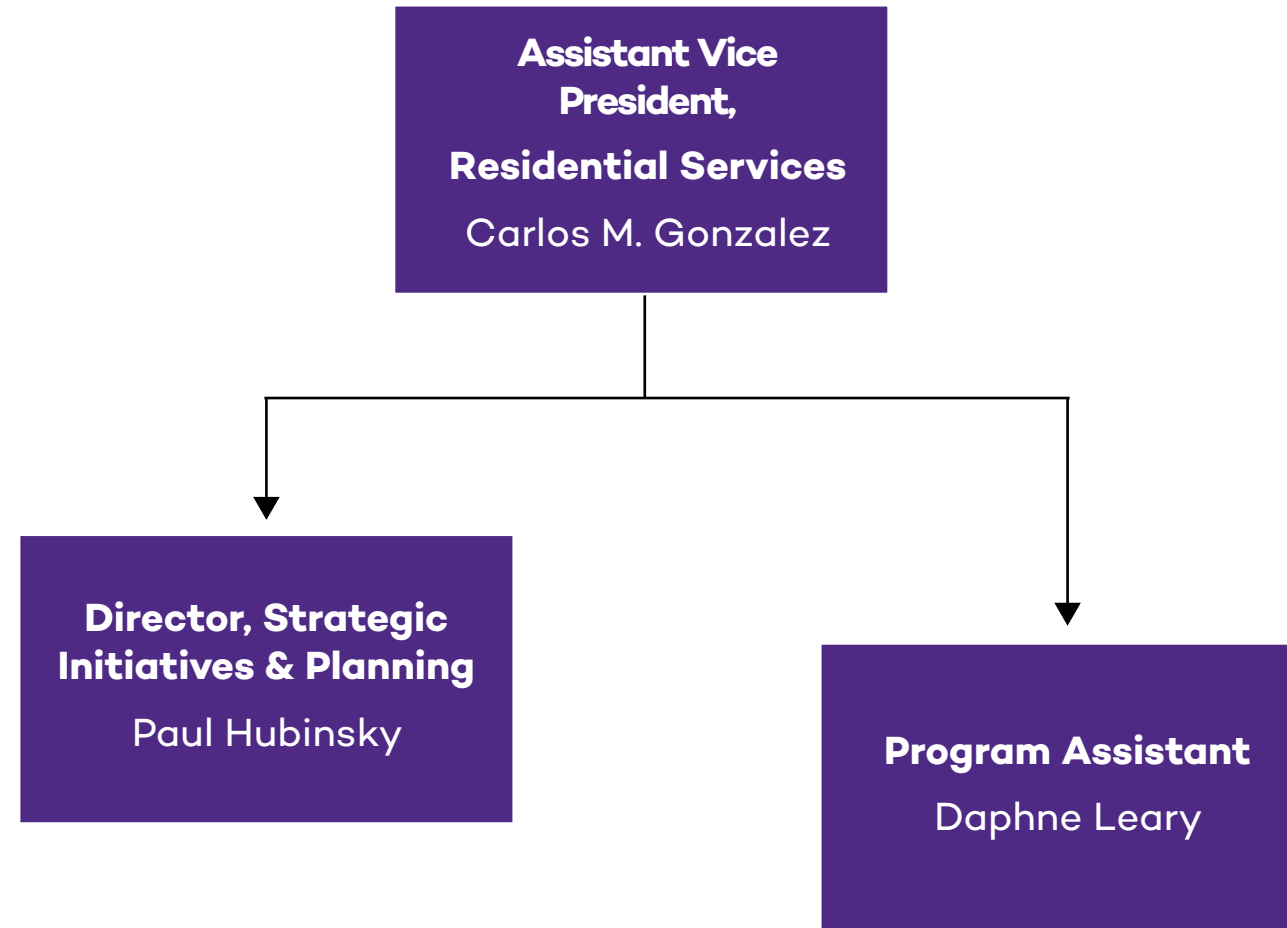 Assistant Vice
President,
Residential Services
Carlos M. Gonzalez
Director, Strategic
Initiatives & Planning
Paul Hubinsky
Program Assistant
Daphne Leary